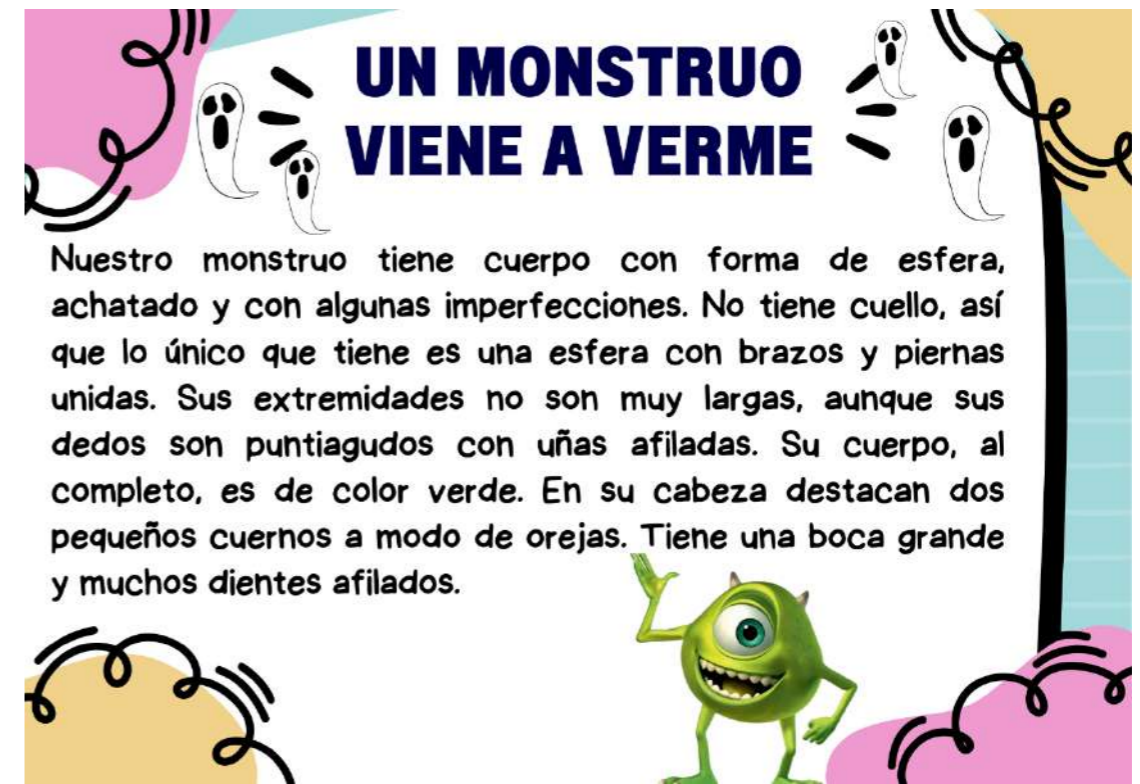 UN MONSTRUO
VIENE A VERME
Nuestro monstruo tiene cuerpo con forma de esfera,
achatado y con algunas imperfecciones. No tiene cuello, así
que lo único que tiene es una esfera con brazos y piernas
unidas. Sus extremidades no son muy largas, aunque sus
dedos son puntiagudos con uñas afiladas. Su cuerpo, al
completo, es de color verde. En su cabeza destacan dos
pequeños cuernos a modo de orejas. Tiene una boca grande
y muchos dientes afilados.